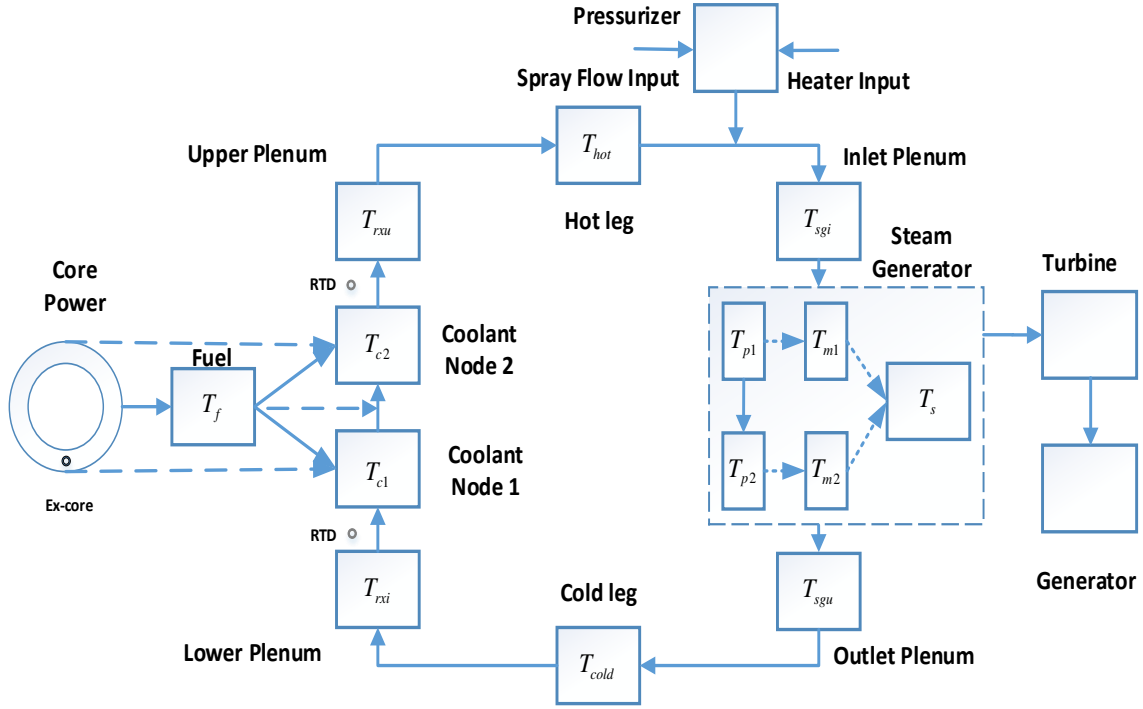 Pressurizer
Spray Flow Input
Heater Input
Upper Plenum
T_hot
Hot leg
Inlet Plenum
T_rxu
T_sgi
Steam
Generator
Turbine
Core
Power
RTD
Fuel
T_f
T_c2
Coolant
Node 2
T_p1
T_m1
T_s
T_c1
Coolant
Node 1
T_p2
T_m2
Ex-core
RTD
T_rxi
Cold leg
T_sgu
Generator
Lower Plenum
T_cold
Outlet Plenum